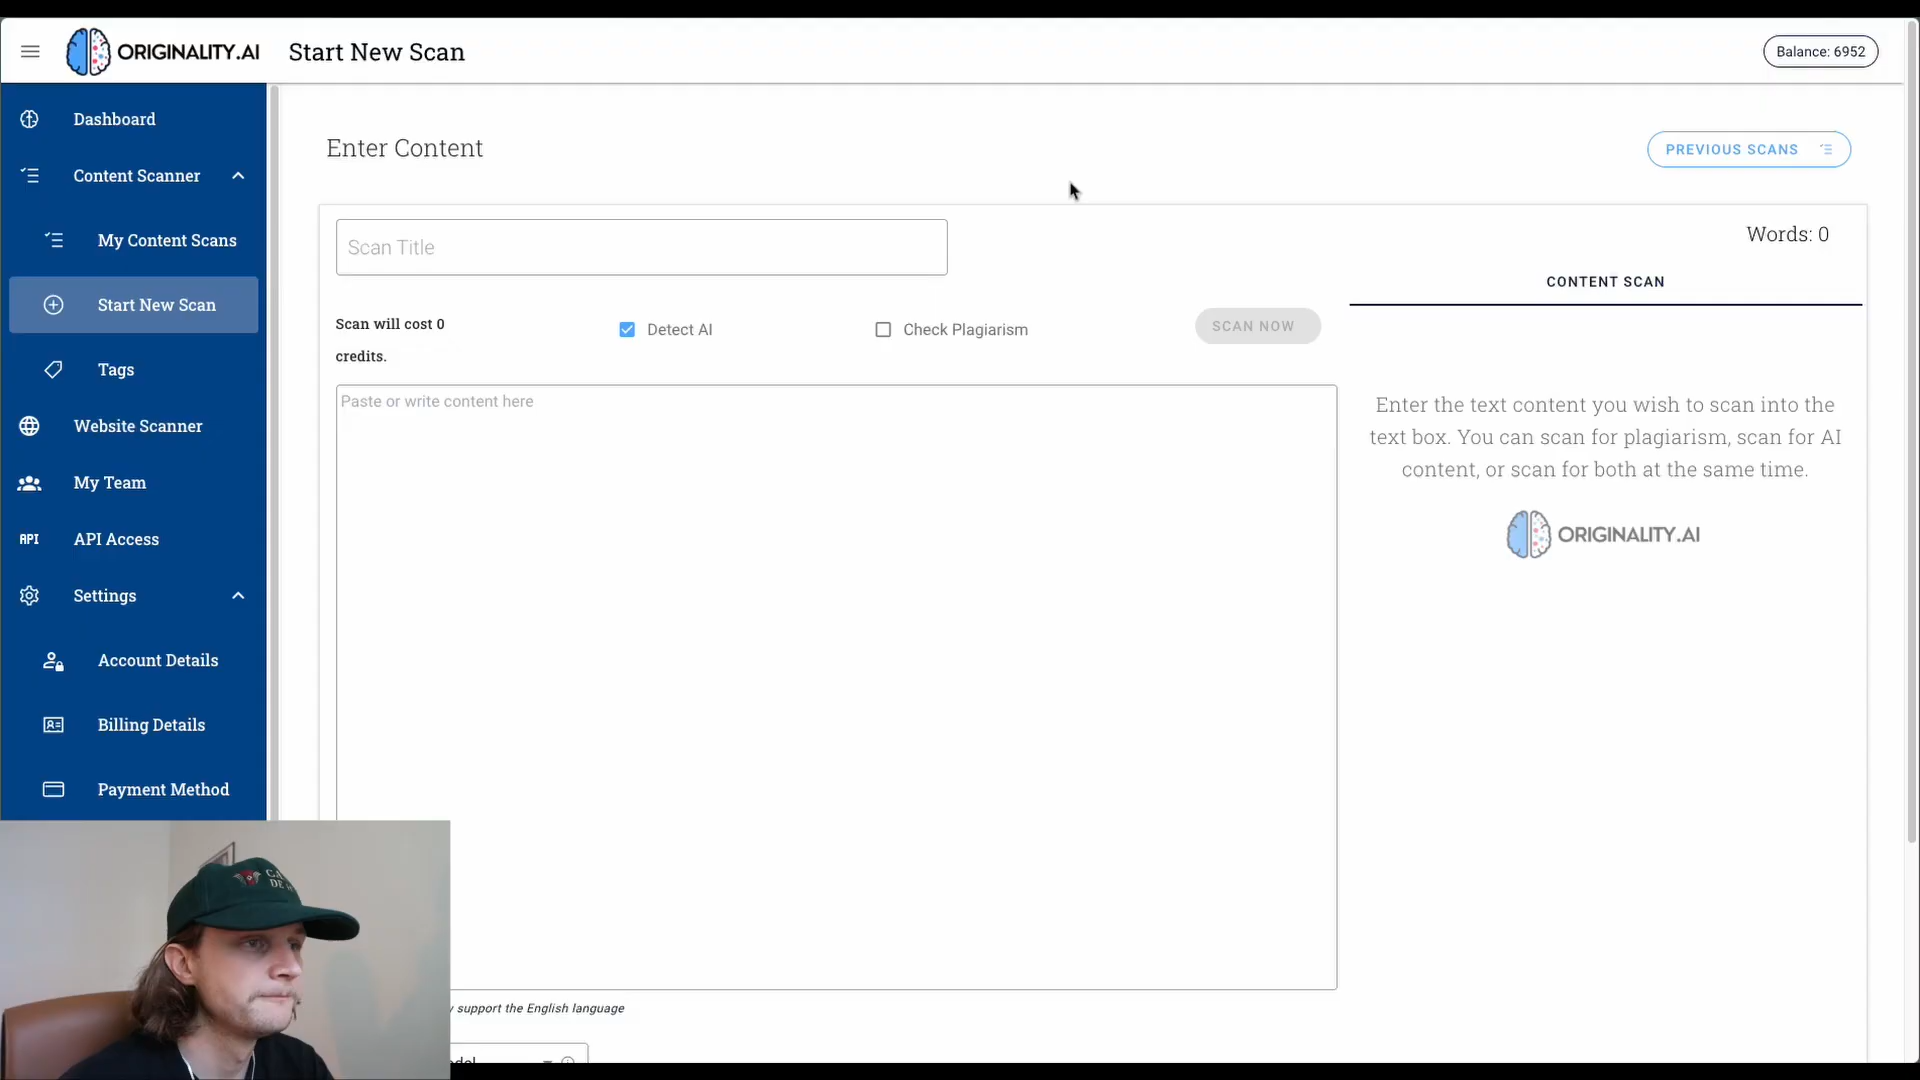 ORIGINALITY.AI
Start New Scan
Balance: 6952
Dashboard
Content Scanner
My Content Scans
Start New Scan
Tags
Website Scanner
My Team
API
API Access
Settings
Account Details
Billing Details
Payment Method
Enter Content
PREVIOUS SCANS
Scan Title
Words: 0
Scan will cost 0
credits.
Detect AI
Check Plagiarism
SCAN NOW
CONTENT SCAN
Paste or write content here
Enter the text content you wish to scan into the
text box. You can scan for plagiarism, scan for AI
content, or scan for both at the same time.
ORIGINALITY.AI
support the English language